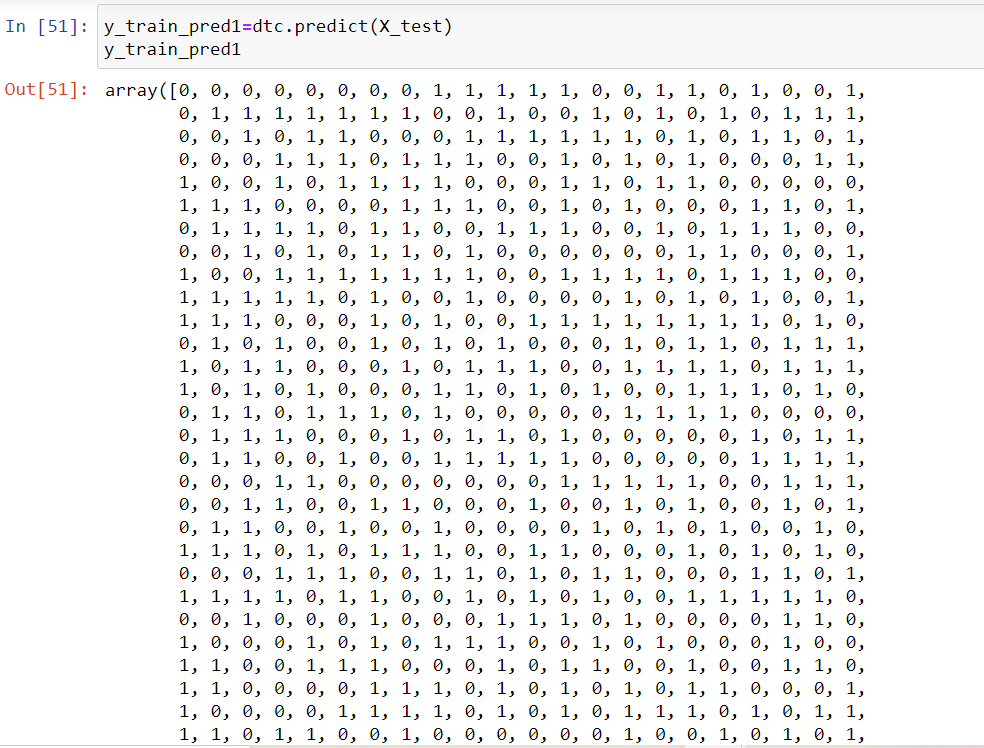 In [51]: y_train_pred1=dtc.predict(X_test)
y_train_pred1
Out[51]: array([0, 0, 0, 0, 0, 0, 0, 0, 1, 1, 1, 1, 1, 0, 0, 1, 1, 0, 1, 0, 0, 1,
0, 1, 1, 1, 1, 1, 1, 1, 0, 0, 1, 0, 0, 1, 0, 1, 0, 1, 0, 1, 1, 1,
0, 0, 1, 0, 1, 1, 0, 0, 0, 1, 1, 1, 1, 1, 1, 0, 1, 0, 1, 1, 0, 1,
0, 0, 0, 1, 1, 1, 0, 1, 1, 1, 0, 0, 1, 0, 1, 0, 1, 0, 0, 0, 1, 1,
1, 0, 0, 1, 0, 1, 1, 1, 1, 0, 0, 0, 1, 1, 0, 1, 1, 0, 0, 0, 0, 0,
1, 1, 1, 0, 0, 0, 0, 1, 1, 1, 0, 0, 1, 0, 1, 0, 0, 0, 1, 1, 0, 1,
0, 1, 1, 1, 1, 0, 1, 1, 0, 0, 1, 1, 1, 0, 0, 1, 0, 1, 1, 1, 0, 0,
0, 0, 1, 0, 1, 0, 1, 1, 0, 1, 0, 0, 0, 0, 0, 0, 1, 1, 0, 0, 0, 1,
1, 0, 0, 1, 1, 1, 1, 1, 1, 1, 0, 0, 1, 1, 1, 1, 0, 1, 1, 1, 0, 0,
1, 1, 1, 1, 1, 0, 1, 0, 0, 1, 0, 0, 0, 0, 1, 0, 1, 0, 1, 0, 0, 1,
1, 1, 1, 0, 0, 0, 1, 0, 1, 0, 0, 1, 1, 1, 1, 1, 1, 1, 1, 0, 1, 0,
0, 1, 0, 1, 0, 0, 1, 0, 1, 0, 1, 0, 0, 0, 1, 0, 1, 1, 0, 1, 1, 1,
1, 0, 1, 1, 0, 0, 0, 1, 0, 1, 1, 1, 0, 0, 1, 1, 1, 1, 0, 1, 1, 1,
1, 0, 1, 0, 1, 0, 0, 0, 1, 1, 0, 1, 0, 1, 0, 0, 1, 1, 1, 0, 1, 0,
0, 1, 1, 0, 1, 1, 1, 0, 1, 0, 0, 0, 0, 0, 1, 1, 1, 1, 0, 0, 0, 0,
0, 1, 1, 1, 0, 0, 0, 1, 0, 1, 1, 0, 1, 0, 0, 0, 0, 0, 1, 0, 1, 1,
0, 1, 1, 0, 0, 1, 0, 0, 1, 1, 1, 1, 1, 0, 0, 0, 0, 0, 1, 1, 1, 1,
0, 0, 0, 1, 1, 0, 0, 0, 0, 0, 0, 0, 1, 1, 1, 1, 1, 0, 0, 1, 1, 1,
0, 0, 1, 1, 0, 0, 1, 1, 0, 0, 0, 1, 0, 0, 1, 0, 1, 0, 0, 1, 0, 1,
0, 1, 1, 0, 0, 1, 0, 0, 1, 0, 0, 0, 0, 1, 0, 1, 0, 1, 0, 0, 1, 0,
1, 1, 1, 0, 1, 0, 1, 1, 1, 0, 0, 1, 1, 0, 0, 0, 1, 0, 1, 0, 1, 0,
0, 0, 0, 1, 1, 1, 0, 0, 1, 1, 0, 1, 0, 1, 1, 0, 0, 0, 1, 1, 0, 1,
1, 1, 1, 1, 0, 1, 1, 0, 0, 1, 0, 1, 0, 1, 0, 0, 1, 1, 1, 1, 1, 0,
0, 0, 1, 0, 0, 0, 1, 0, 0, 0, 1, 1, 1, 0, 1, 0, 0, 0, 0, 1, 1, 0,
1, 0, 0, 0, 1, 0, 1, 0, 1, 1, 1, 0, 0, 1, 0, 1, 0, 0, 0, 1, 0, 0,
1, 1, 0, 0, 1, 1, 1, 0, 0, 0, 1, 0, 1, 1, 0, 0, 1, 0, 0, 1, 1, 0,
1, 1, 0, 0, 0, 0, 1, 1, 1, 0, 1, 0, 1, 0, 1, 0, 1, 1, 0, 0, 0, 1,
1, 0, 0, 0, 0, 1, 1, 1, 1, 0, 1, 0, 1, 0, 1, 1, 1, 0, 1, 0, 1, 1,
1, 1, 0, 1, 1, 0, 0, 1, 0, 0, 0, 0, 0, 0, 1, 0, 0, 1, 0, 1, 0, 1,